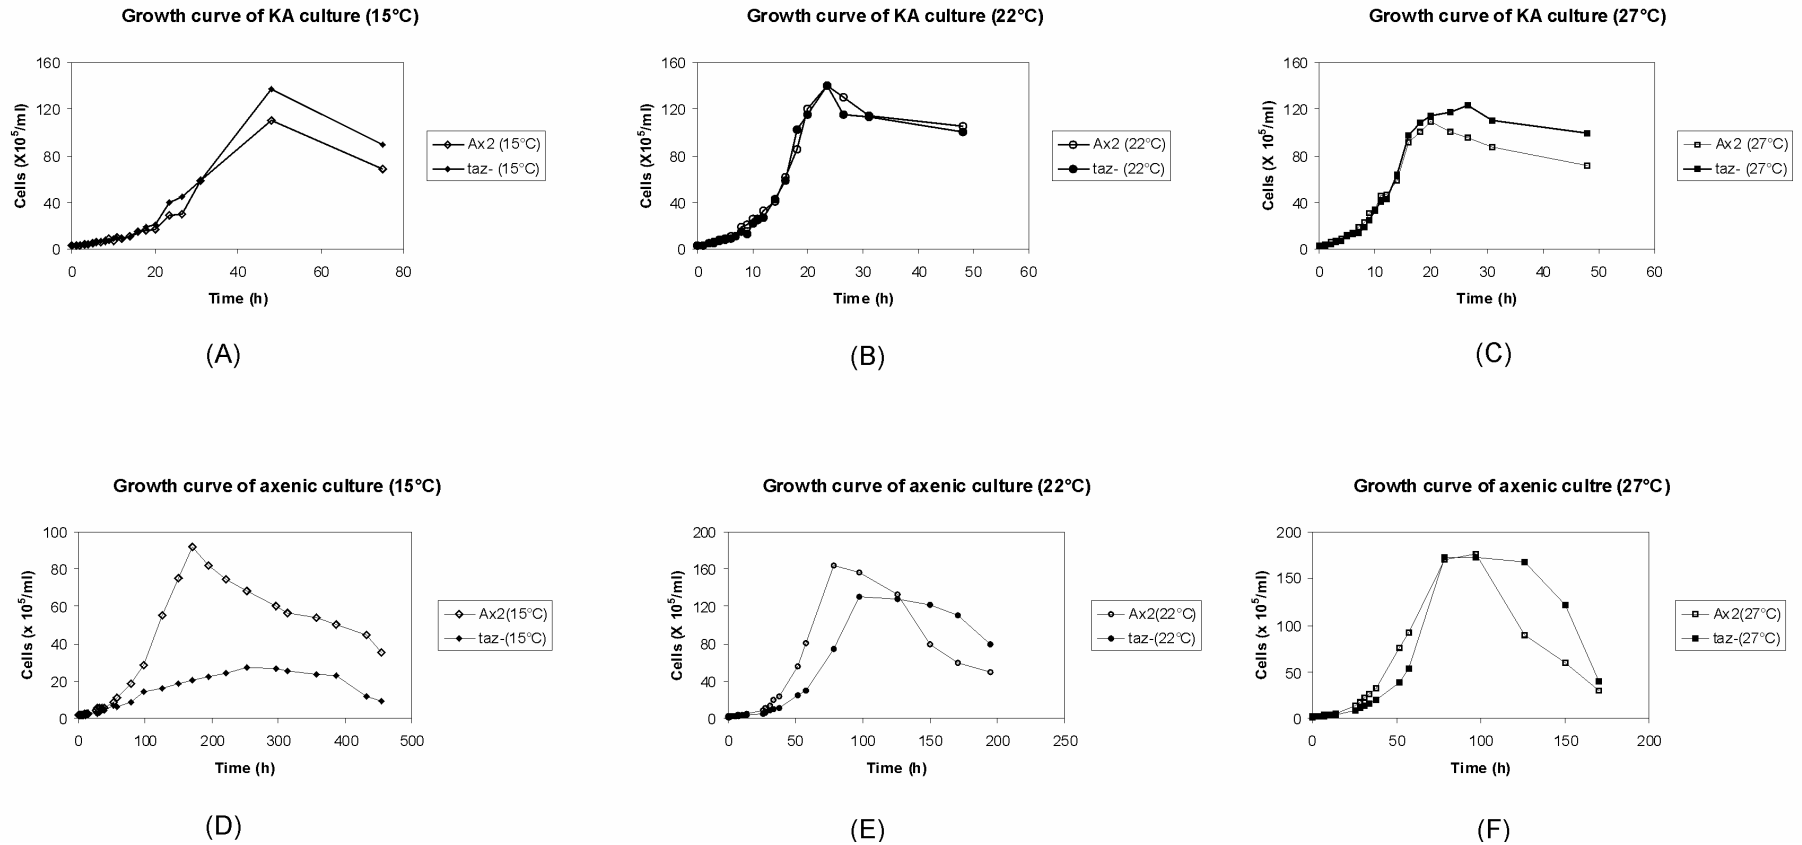 Growth curve of KA culture (15°C)
160
120
80
40
0
Cells (X10⁵/ml)
0 20 40 60 80
Time (h)
Ax2 (15°C)
taz- (15°C)
(A)
Growth curve of KA culture (22°C)
160
120
80
40
0
Cells (X10⁵/ml)
0 10 20 30 40 50 60
Time (h)
Ax2 (22°C)
taz- (22°C)
(B)
Growth curve of KA culture (27°C)
160
120
80
40
0
Cells (X 10⁵/ml)
0 10 20 30 40 50 60
Time (h)
Ax2 (27°C)
taz- (27°C)
(C)
Growth curve of axenic culture (15°C)
100
80
60
40
20
0
Cells (x 10⁵/ml)
0 100 200 300 400 500
Time (h)
Ax2(15°C)
taz-(15°C)
(D)
Growth curve of axenic culture (22°C)
200
160
120
80
40
0
Cells (X 10⁵/ml)
0 50 100 150 200 250
Time (h)
Ax2(22°C)
taz-(22°C)
(E)
Growth curve of axenic cultre (27°C)
200
150
100
50
0
Cells (x 10⁵/ml)
0 50 100 150 200
Time (h)
Ax2(27°C)
taz-(27°C)
(F)